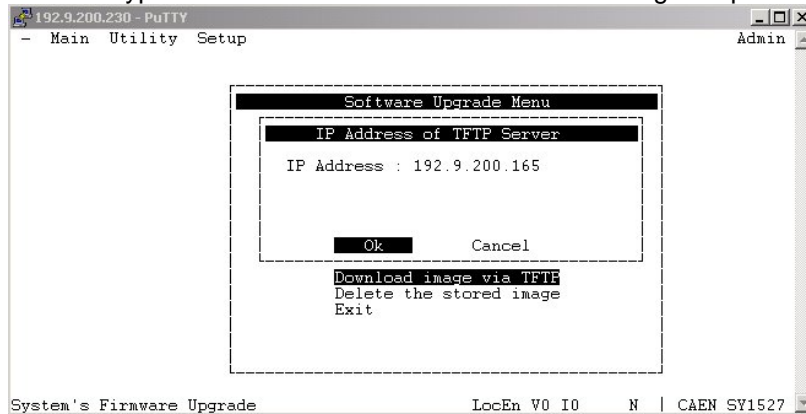 192.9.200.230 - PuTTY
- Main Utility Setup Admin
Software Upgrade Menu
IP Address of TFTP Server
IP Address : 192.9.200.165
Ok Cancel
Download image via TFTP
Delete the stored image
Exit
System's Firmware Upgrade LocEn V0 I0 N | CAEN SY1527